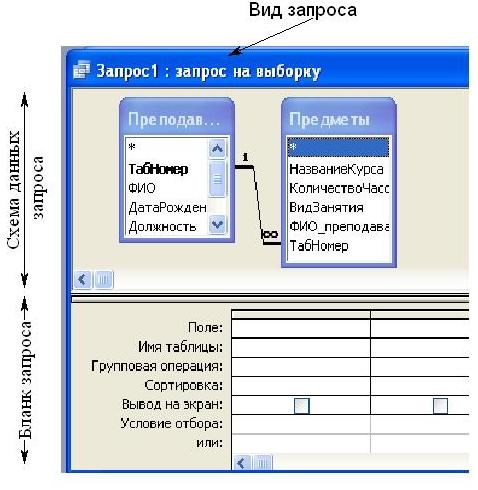 Вид запроса
Запрос1 : запрос на выборку
Схема данных
запроса
Преподав...
*
ТабНомер
ФИО
ДатаРожден
Должность
1
∞
Предметы
*
НазваниеКурса
КоличествоЧасс
ВидЗанятия
ФИО_преподава
ТабНомер
Бланк запроса
Поле:
Имя таблицы:
Групповая операция:
Сортировка:
Вывод на экран:
Условие отбора:
или: